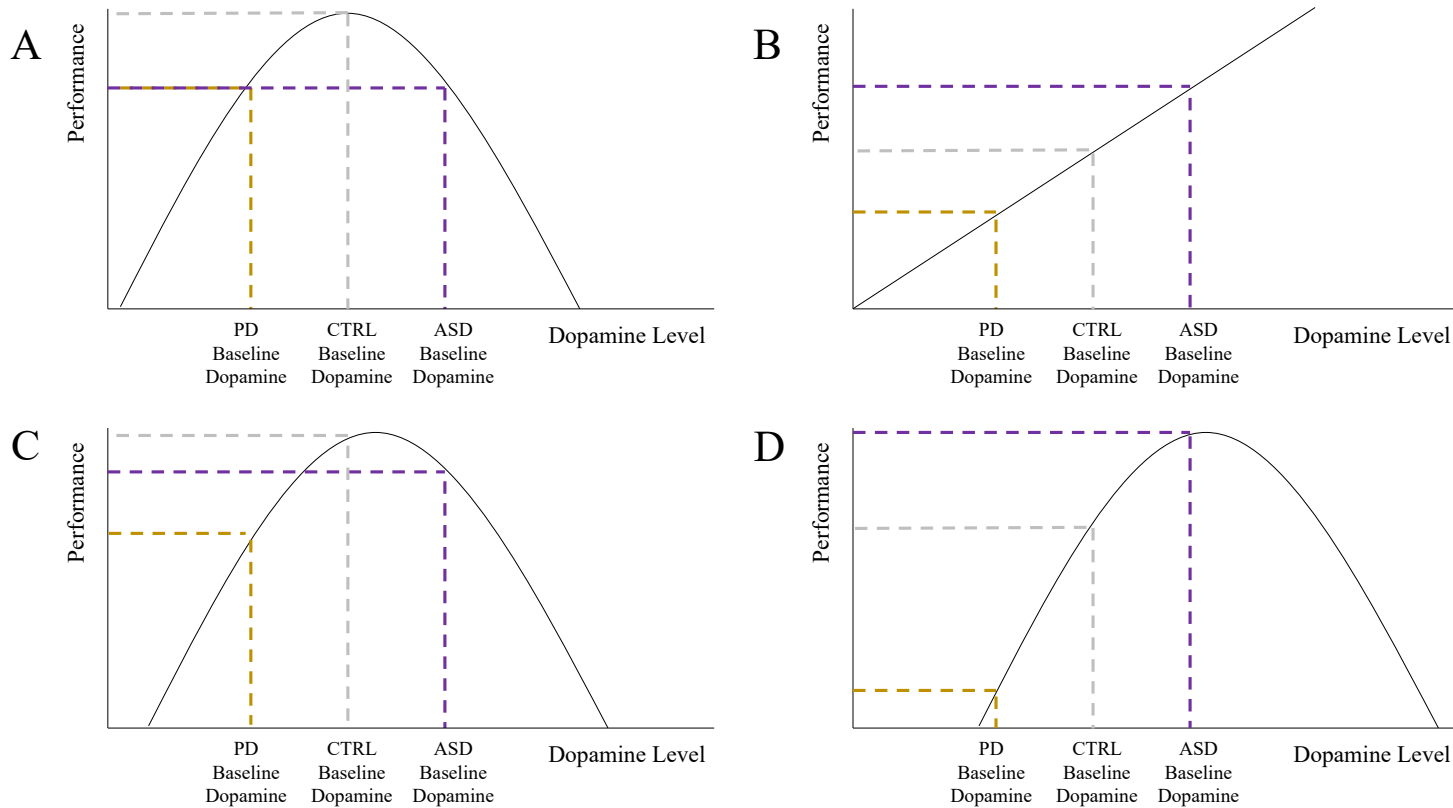 A
Performance
PD
Baseline
Dopamine
CTRL
Baseline
Dopamine
ASD
Baseline
Dopamine
Dopamine Level
B
Performance
PD
Baseline
Dopamine
CTRL
Baseline
Dopamine
ASD
Baseline
Dopamine
Dopamine Level
C
Performance
PD
Baseline
Dopamine
CTRL
Baseline
Dopamine
ASD
Baseline
Dopamine
Dopamine Level
D
Performance
PD
Baseline
Dopamine
CTRL
Baseline
Dopamine
ASD
Baseline
Dopamine
Dopamine Level